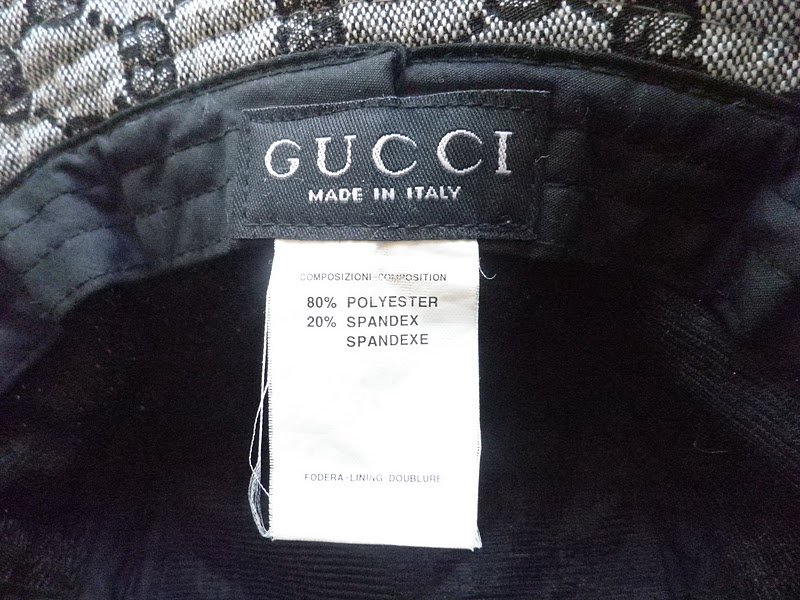 GUCCI
MADE IN ITALY
COMPOSIZIONI-COMPOSITION
80% POLYESTER
20% SPANDEX
SPANDEXE
FODERA-LINING DOUBLURE